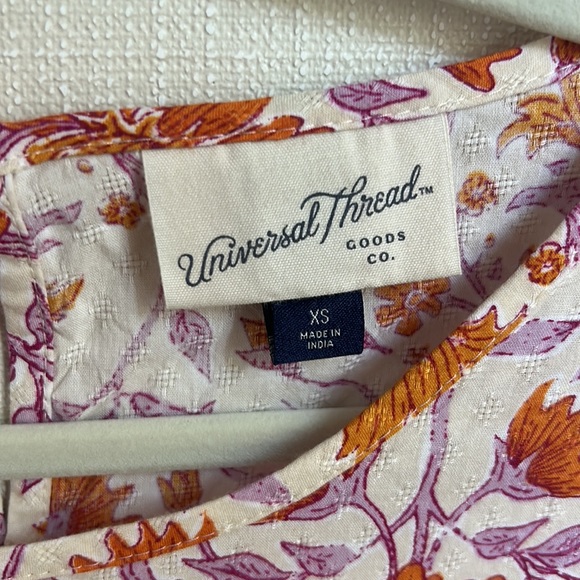 Universal Thread™
GOODS
CO.
XS
MADE IN
INDIA